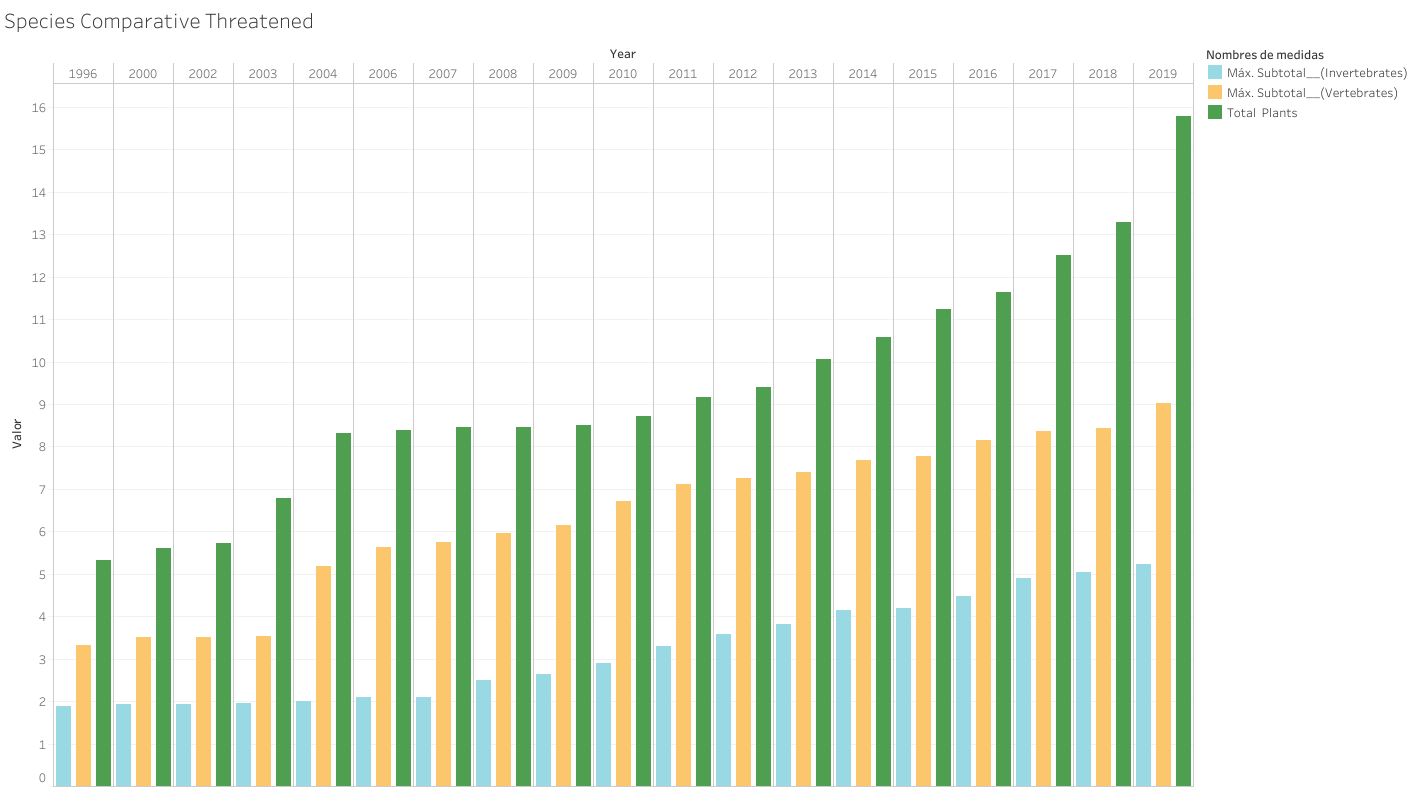 Species Comparative Threatened
Year
1996 2000 2002 2003 2004 2006 2007 2008 2009 2010 2011 2012 2013 2014 2015 2016 2017 2018 2019
Nombres de medidas
Máx. Subtotal__(Invertebrates)
Máx. Subtotal__(Vertebrates)
Total Plants
Valor
16
15
14
13
12
11
10
9
8
7
6
5
4
3
2
1
0